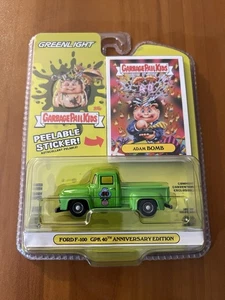 GREENLIGHT
GARBAGE PAIL KIDS
PEELABLE
STICKER!
GARBAGE PAIL KIDS
ADAM BOMB
FORD F-100 GPK 40TH ANNIVERSARY EDITION